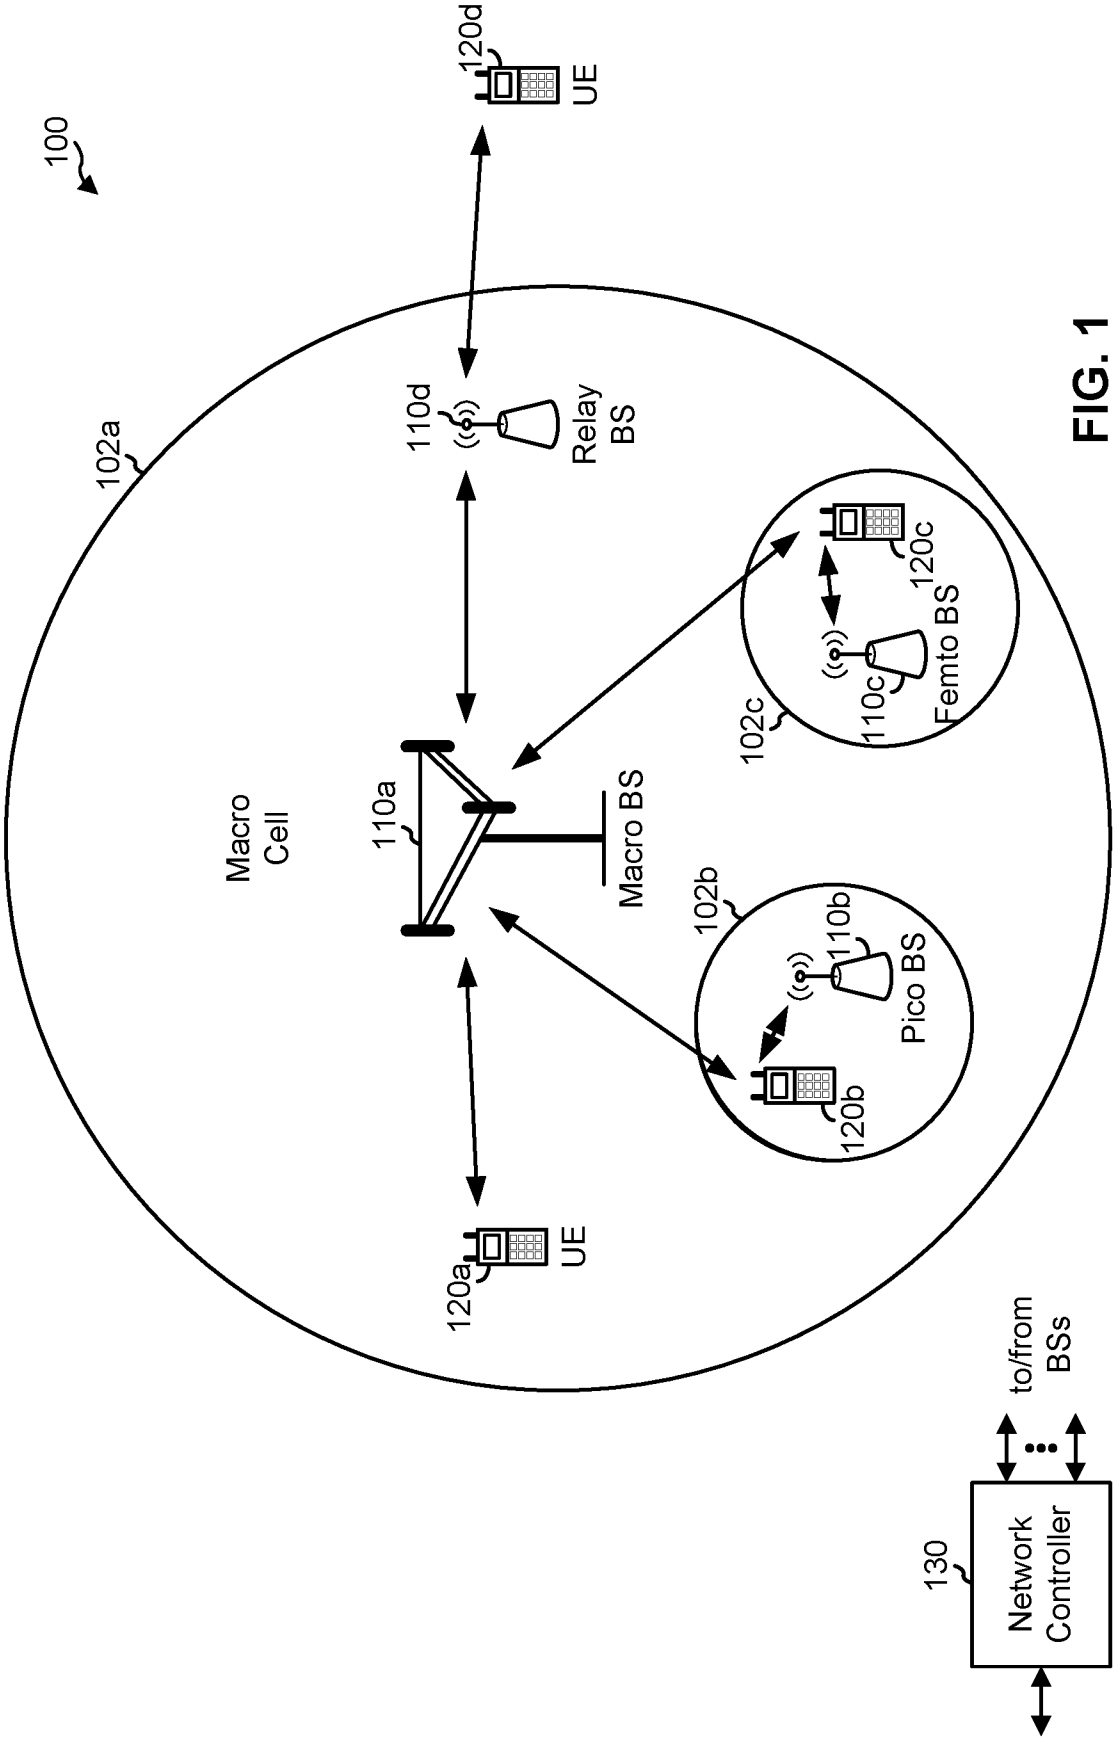 100
102a
Macro
Cell
110a
Macro BS
110d
Relay
BS
120d
UE
120a
UE
102b
110b
Pico BS
120b
102c
110c
Femto BS
120c
130
Network
Controller
to/from
BSs
FIG. 1